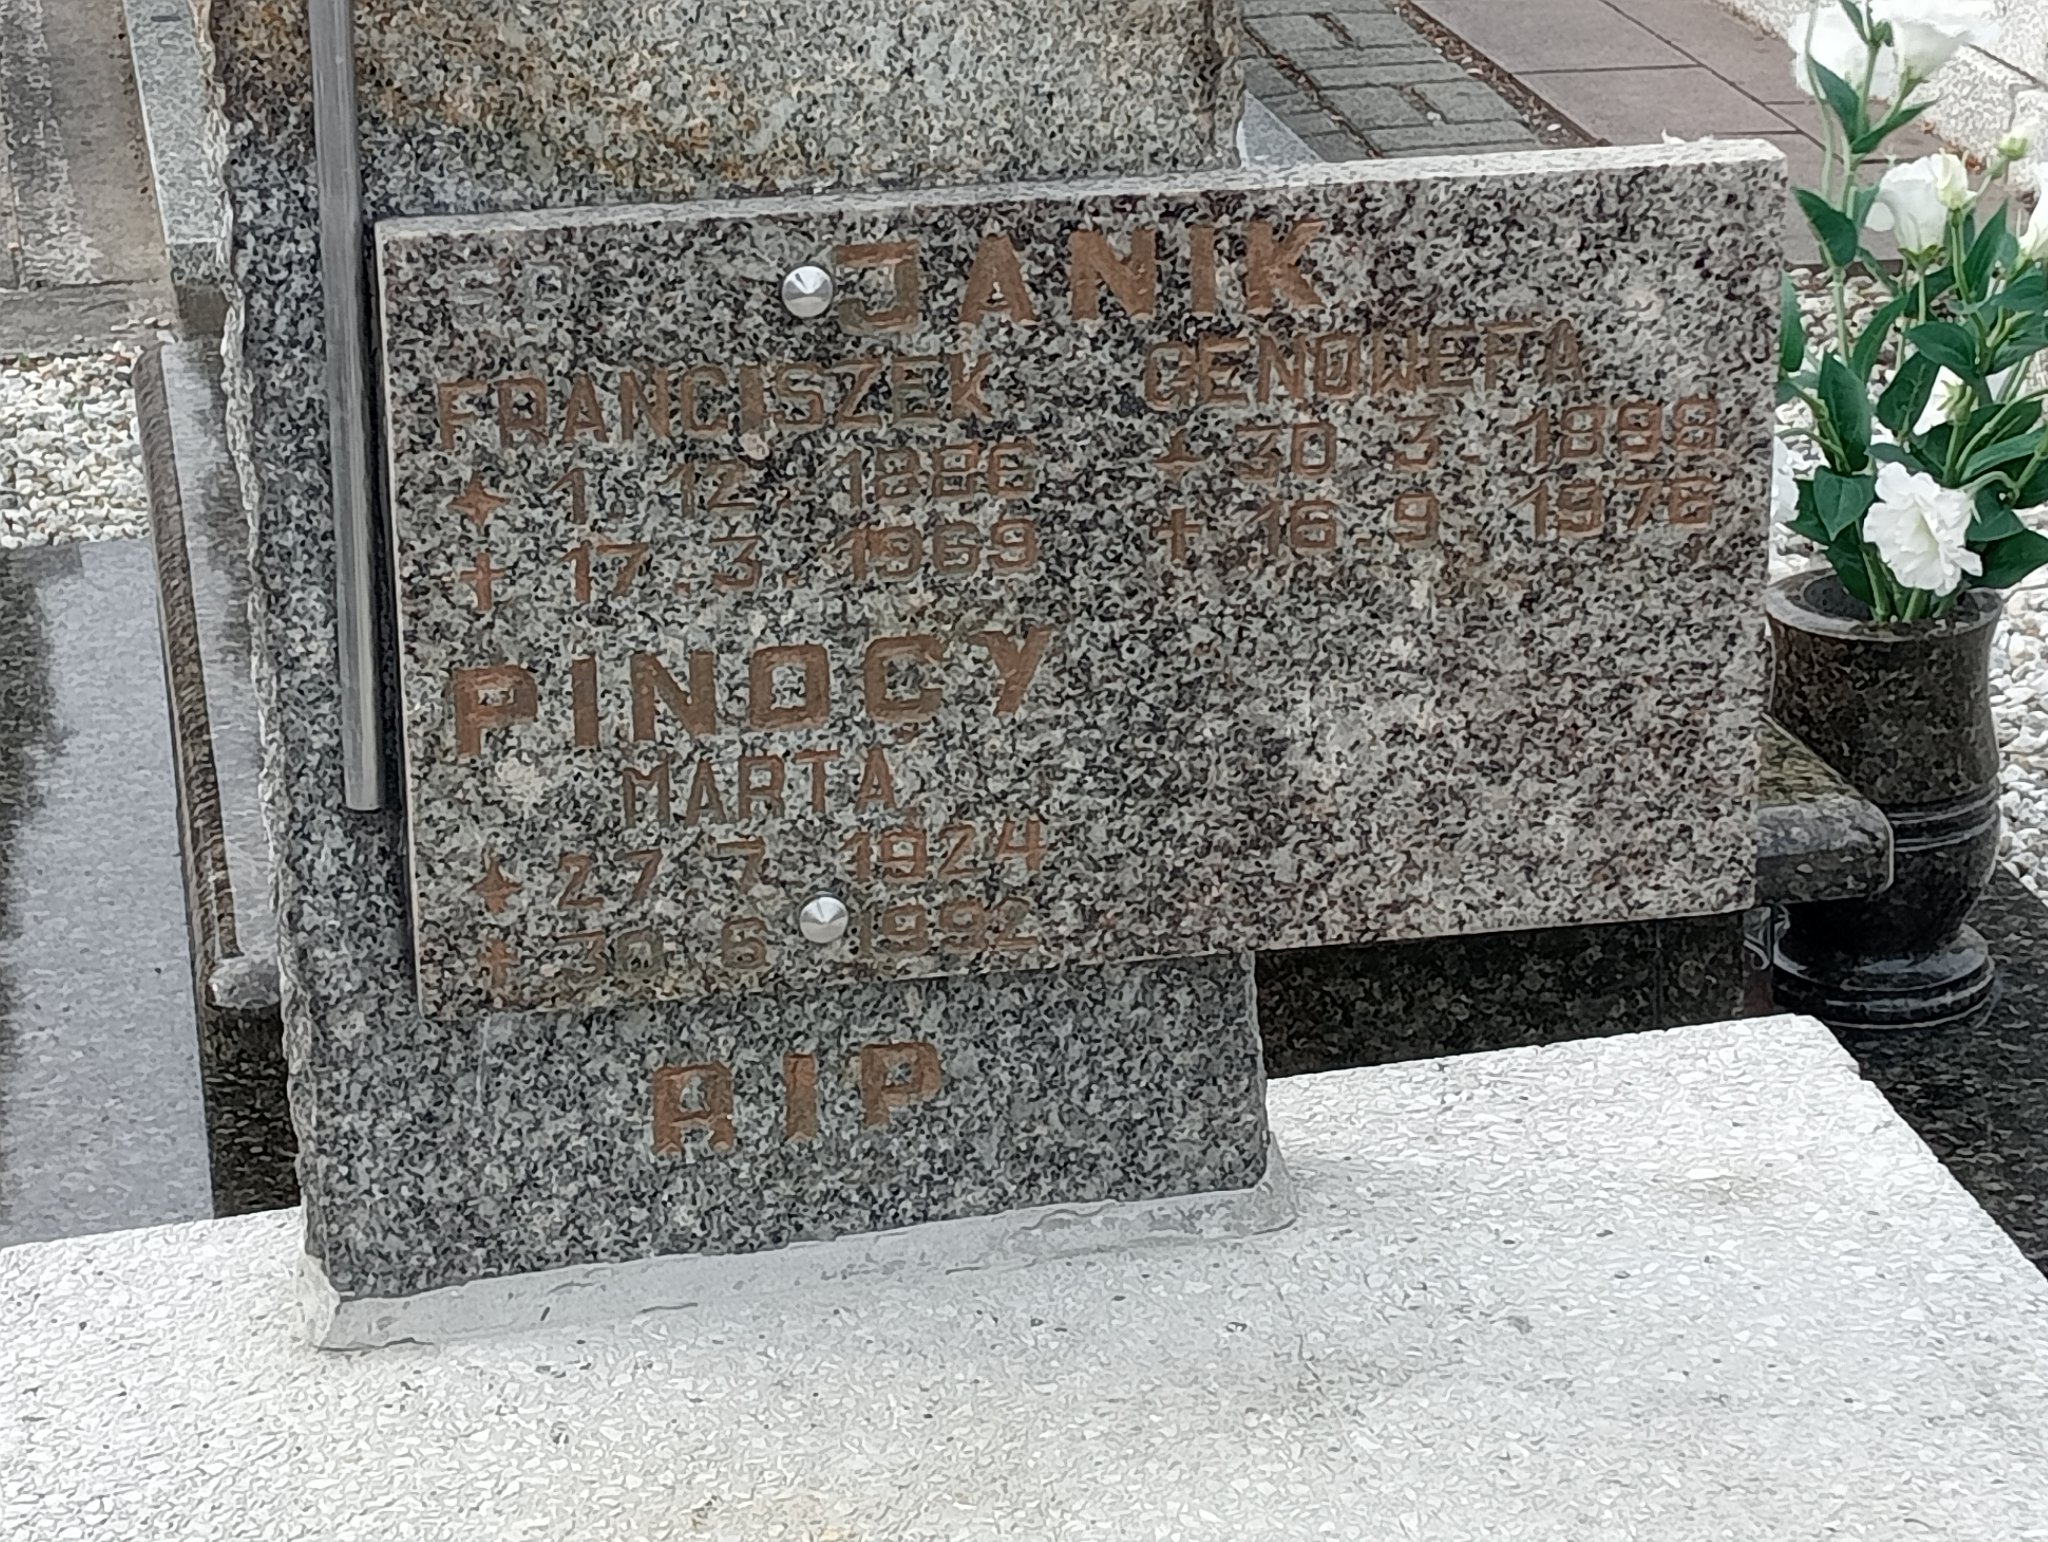 JANIK
FRANCISZEK GENOWEFA
1. 12. 1886 30. 3. 1898
† 17. 3. 1969 † 16. 9. 1976
PINOCY
MARTA
27. 7. 1924
† 30. 6. 1992
RIP